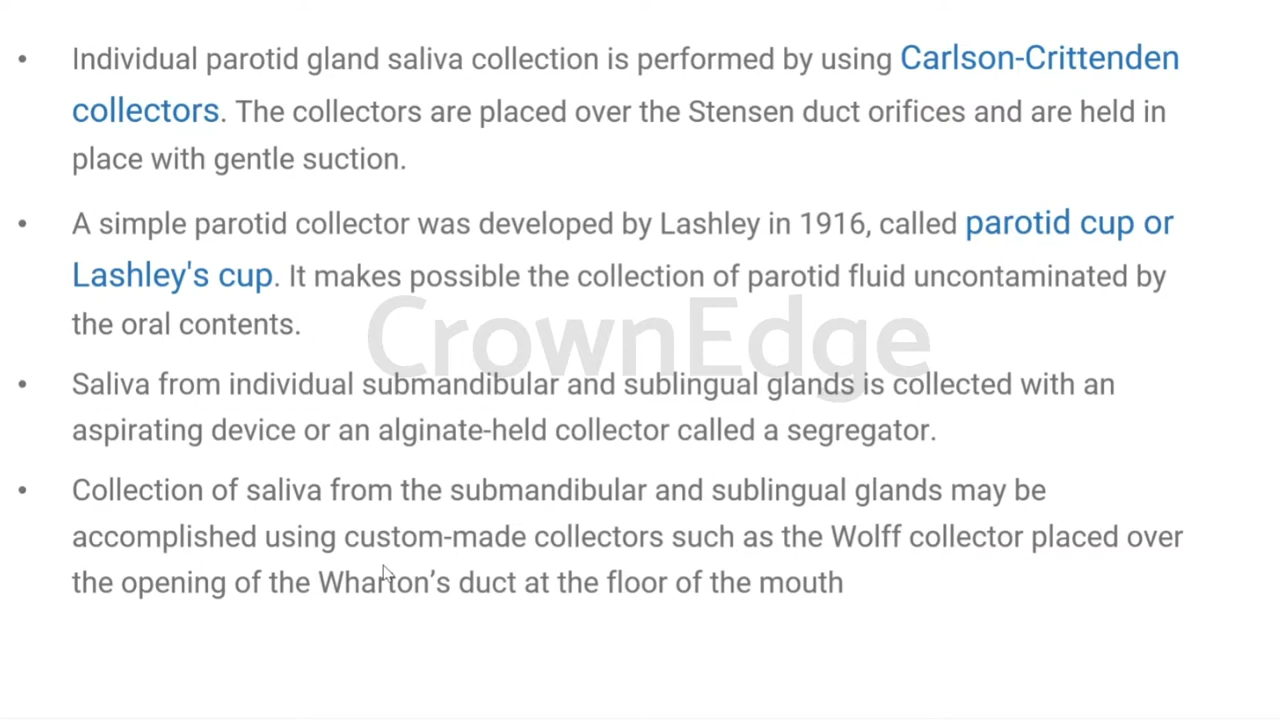 • Individual parotid gland saliva collection is performed by using Carlson-Crittenden
collectors. The collectors are placed over the Stensen duct orifices and are held in
place with gentle suction.
• A simple parotid collector was developed by Lashley in 1916, called parotid cup or
Lashley's cup. It makes possible the collection of parotid fluid uncontaminated by
the oral contents.
CrownEdge
• Saliva from individual submandibular and sublingual glands is collected with an
aspirating device or an alginate-held collector called a segregator.
• Collection of saliva from the submandibular and sublingual glands may be
accomplished using custom-made collectors such as the Wolff collector placed over
the opening of the Wharton’s duct at the floor of the mouth